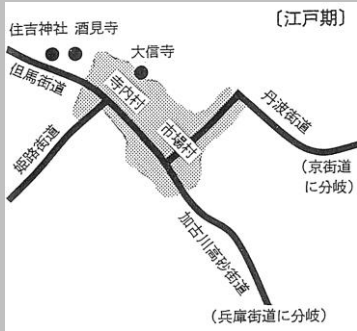 〔江戸期〕
住吉神社 酒見寺
大信寺
但馬街道
寺内村
姫路街道
市場村
丹波街道
(京街道
に分岐)
加古川高砂街道
(兵庫街道に分岐)